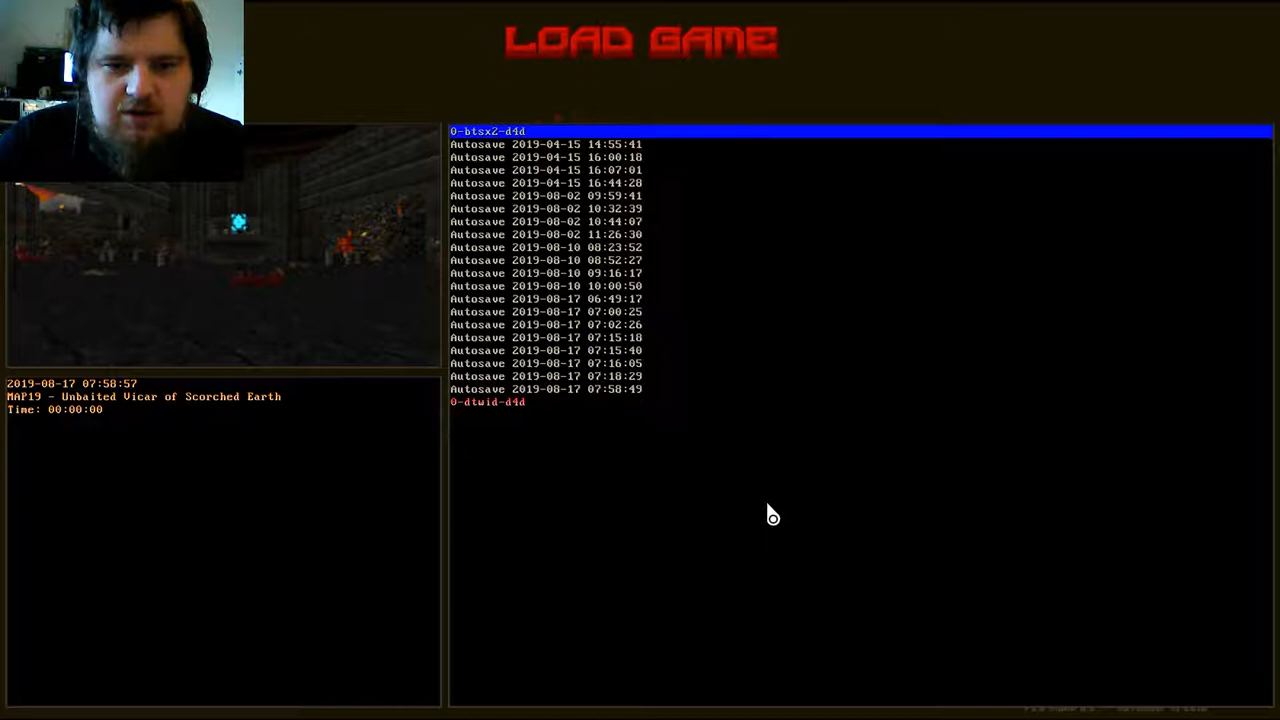 LOAD GAME
0-btsx2-d4d
Autosave 2019-04-15 14:55:41
Autosave 2019-04-15 16:00:18
Autosave 2019-04-15 16:07:01
Autosave 2019-04-15 16:44:28
Autosave 2019-08-02 09:59:41
Autosave 2019-08-02 10:32:39
Autosave 2019-08-02 10:44:07
Autosave 2019-08-02 11:26:30
Autosave 2019-08-10 08:23:52
Autosave 2019-08-10 08:52:27
Autosave 2019-08-10 09:16:17
Autosave 2019-08-10 10:00:50
Autosave 2019-08-17 06:49:17
Autosave 2019-08-17 07:00:25
Autosave 2019-08-17 07:02:26
Autosave 2019-08-17 07:15:18
Autosave 2019-08-17 07:15:40
Autosave 2019-08-17 07:16:05
Autosave 2019-08-17 07:18:29
Autosave 2019-08-17 07:58:49
0-dtwid-d4d
2019-08-17 07:58:57
MAP19 - Unbaited Vicar of Scorched Earth
Time: 00:00:00